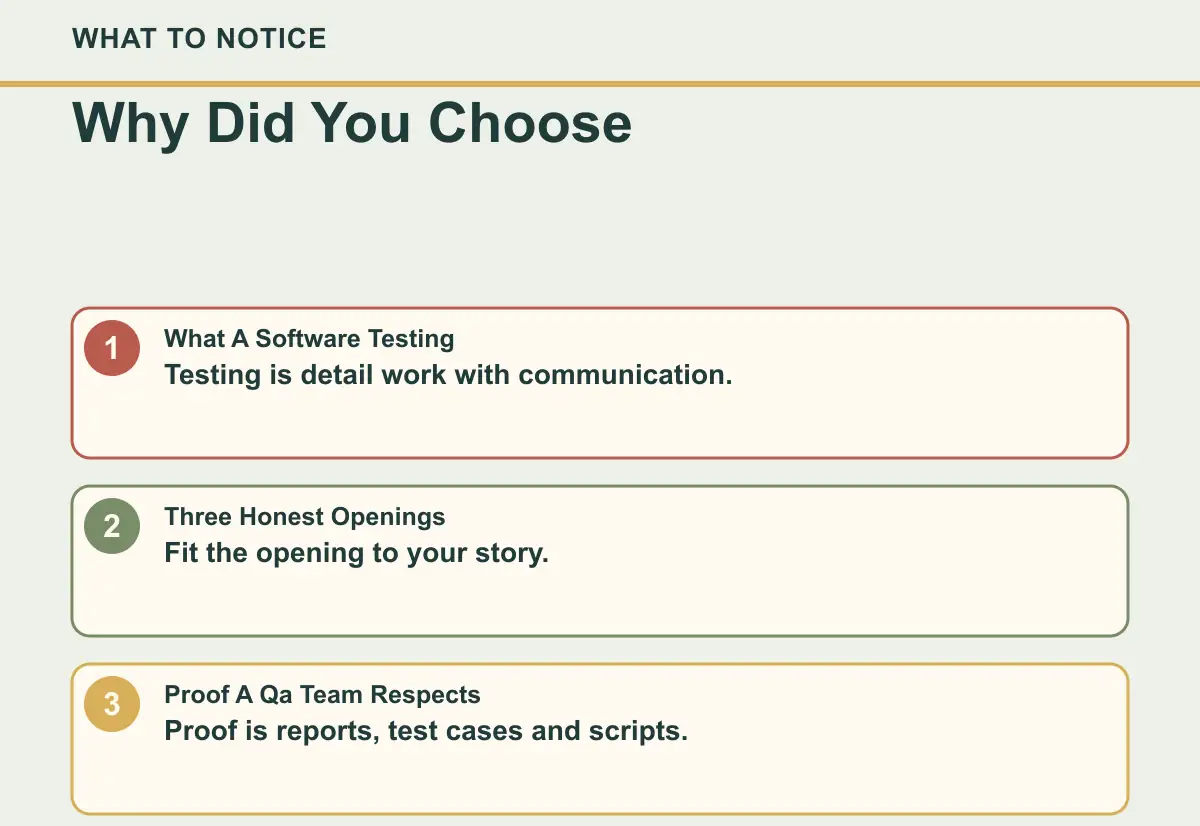 WHAT TO NOTICE
Why Did You Choose
1
What A Software Testing
Testing is detail work with communication.
2
Three Honest Openings
Fit the opening to your story.
3
Proof A Qa Team Respects
Proof is reports, test cases and scripts.